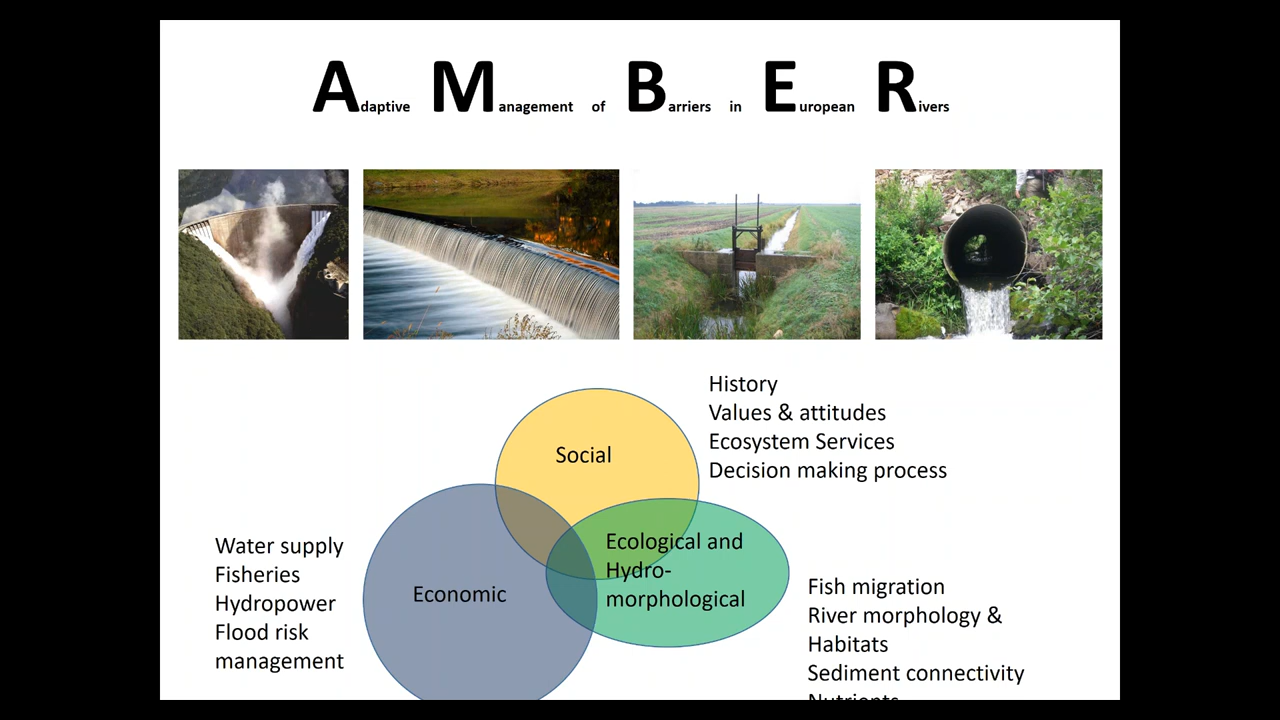 Adaptive Management of Barriers in European Rivers
History
Values & attitudes
Ecosystem Services
Decision making process
Social
Ecological and
Hydro-
morphological
Economic
Water supply
Fisheries
Hydropower
Flood risk
management
Fish migration
River morphology &
Habitats
Sediment connectivity
Nutrients